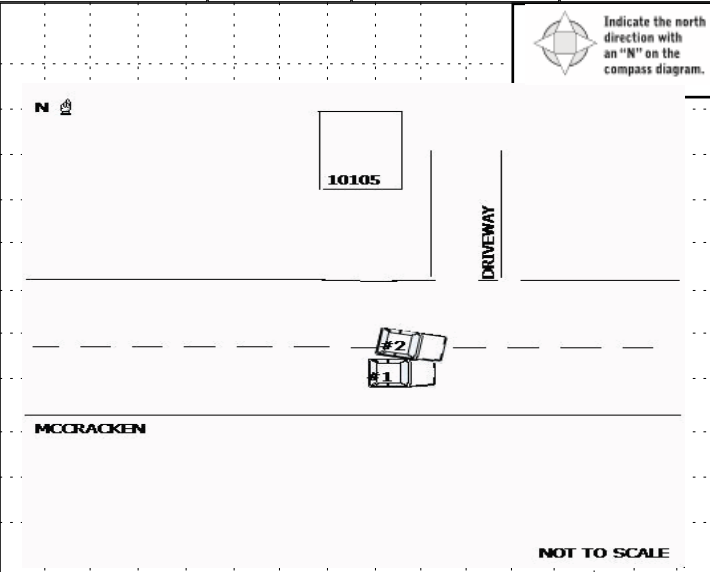 Indicate the north
direction with
an “N” on the
compass diagram.
N
10105
DRIVEWAY
#2
#1
MCCRACKEN
NOT TO SCALE